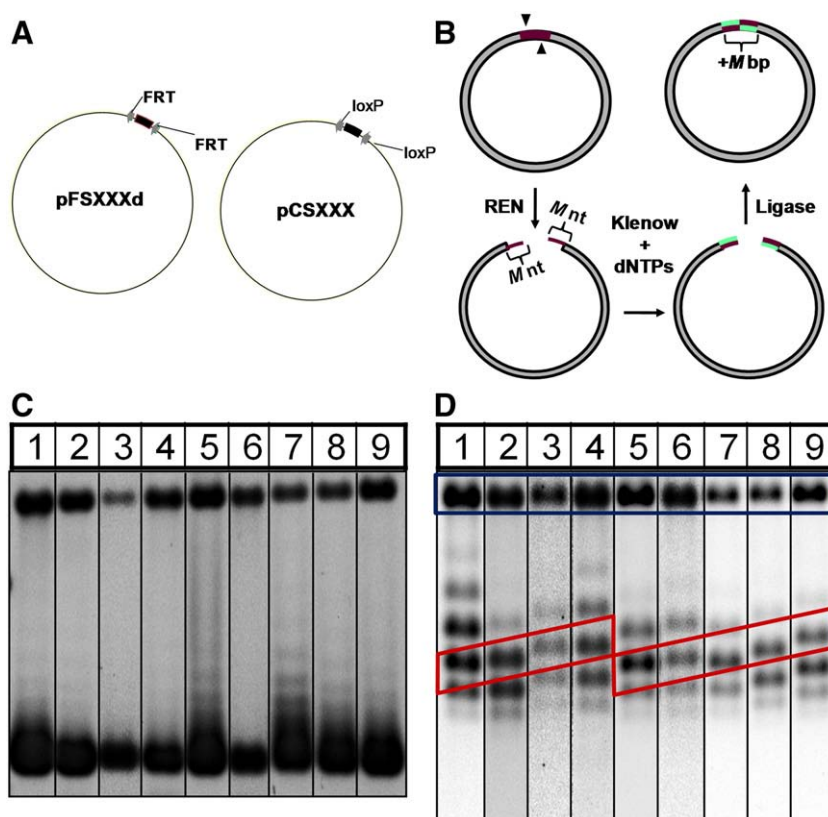 A
FRT
FRT
pFSXXXd
loxP
loxP
pCSXXX
B
+M bp
REN
M nt
M nt
Klenow
+
dNTPs
Ligase
C
1 2 3 4 5 6 7 8 9
D
1 2 3 4 5 6 7 8 9